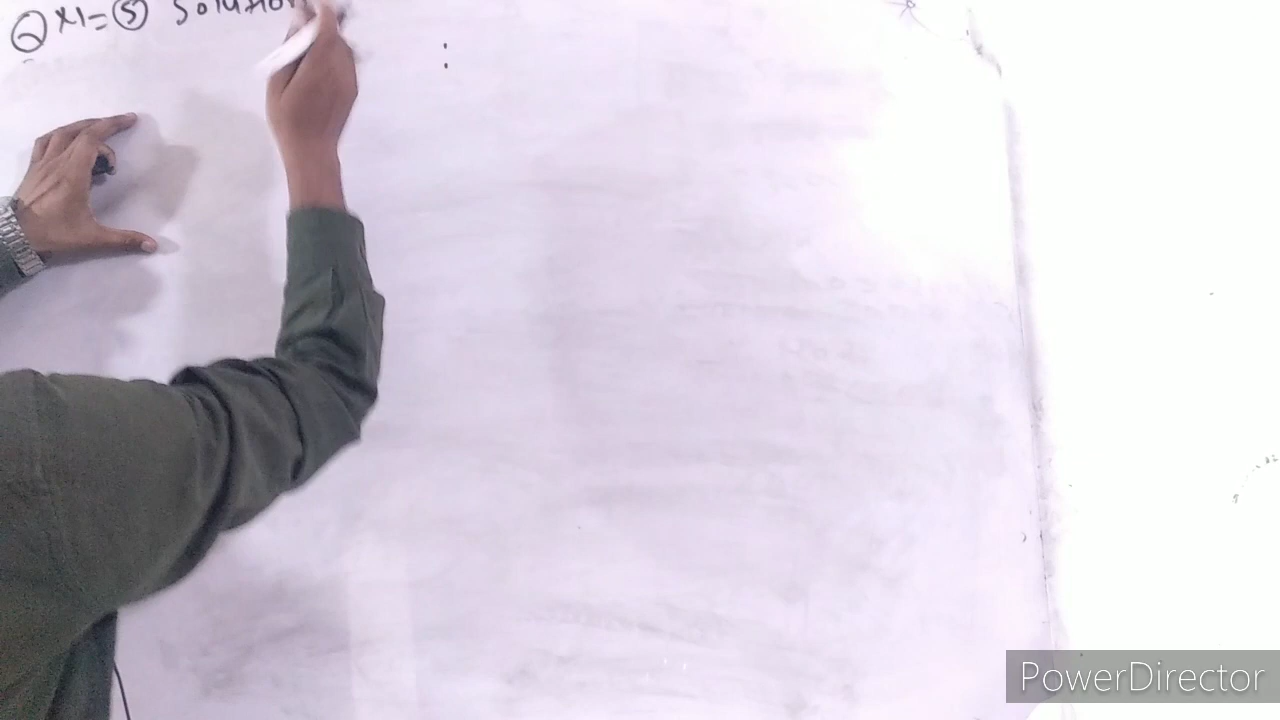 Q x1 = 5 Solution
:
PowerDirector